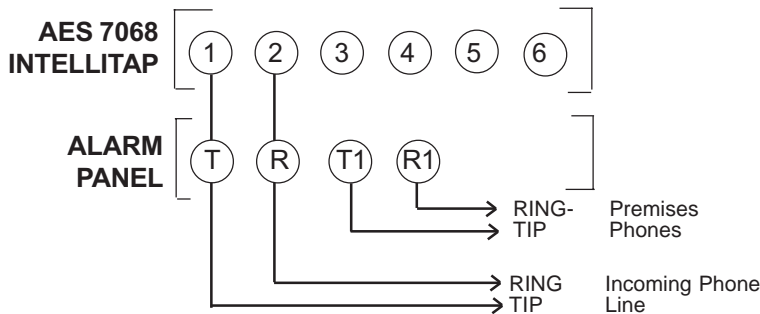 AES 7068
INTELLITAP
1 2 3 4 5 6
ALARM
PANEL
T R T1 R1
RING- Premises
TIP Phones
RING Incoming Phone
TIP Line